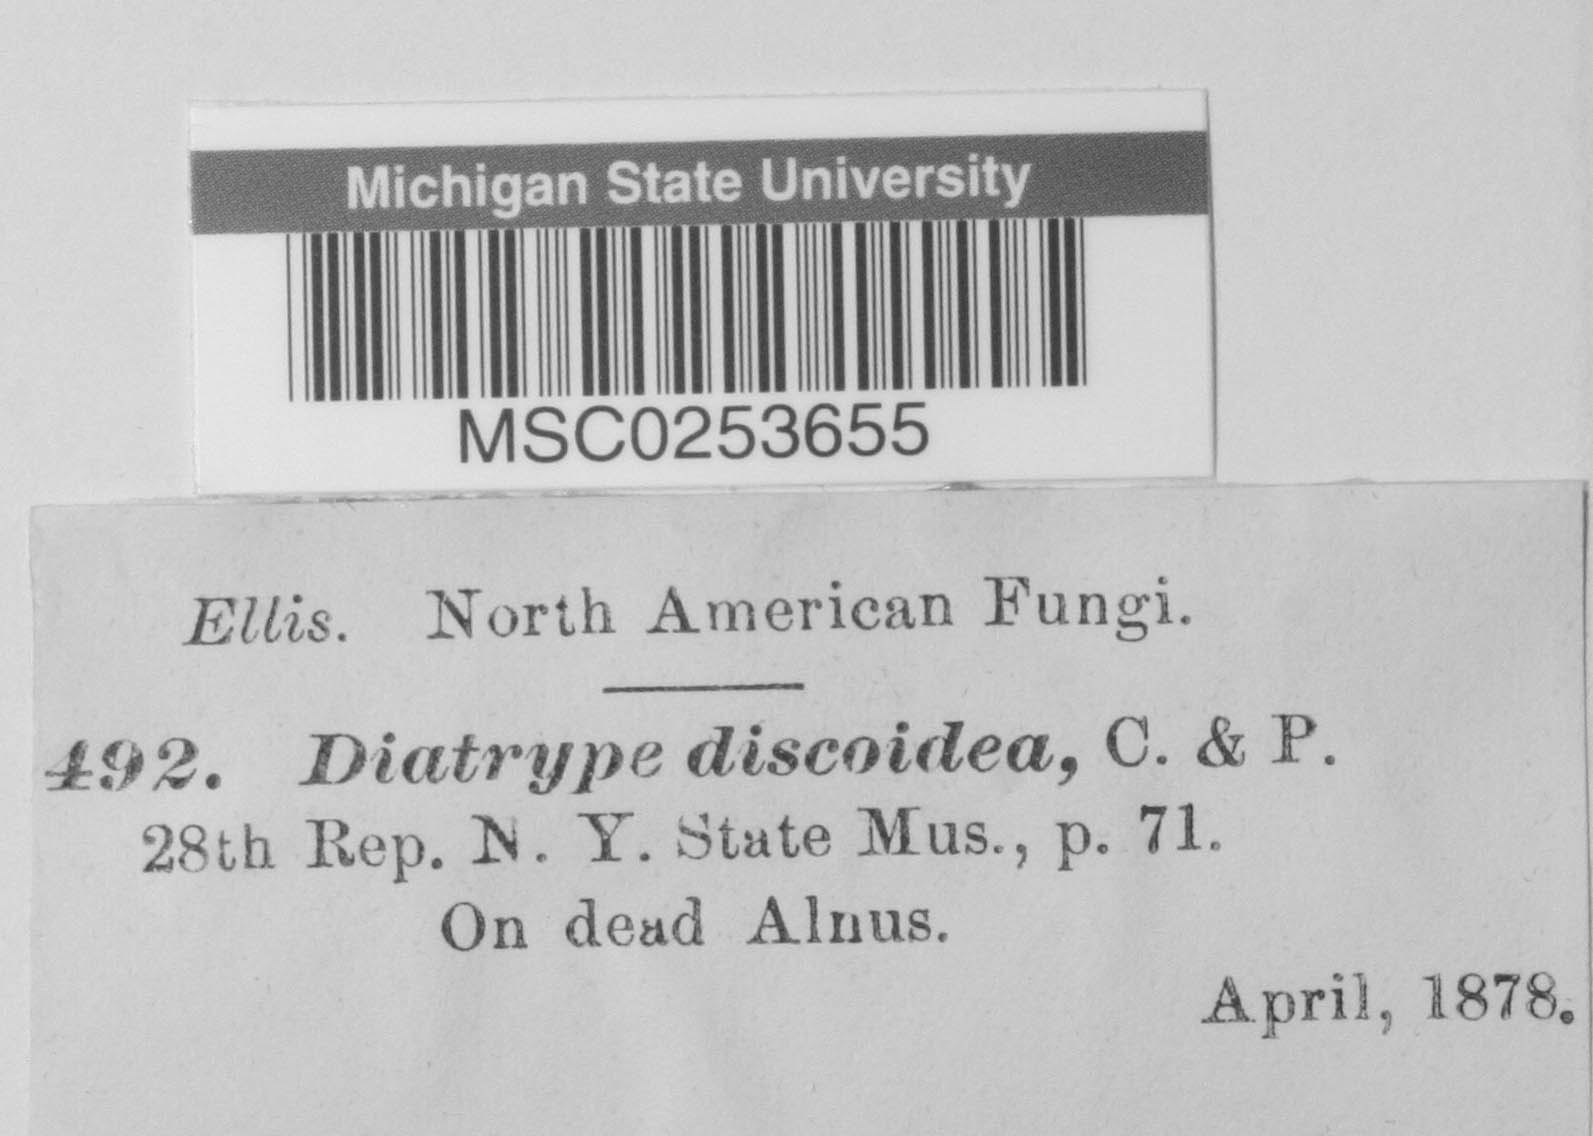 Michigan State University
MSC0253655
Ellis. North American Fungi.
492. Diatrype discoidea, C. & P.
28th Rep. N. Y. State Mus., p. 71.
On dead Alnus.
April, 1878.